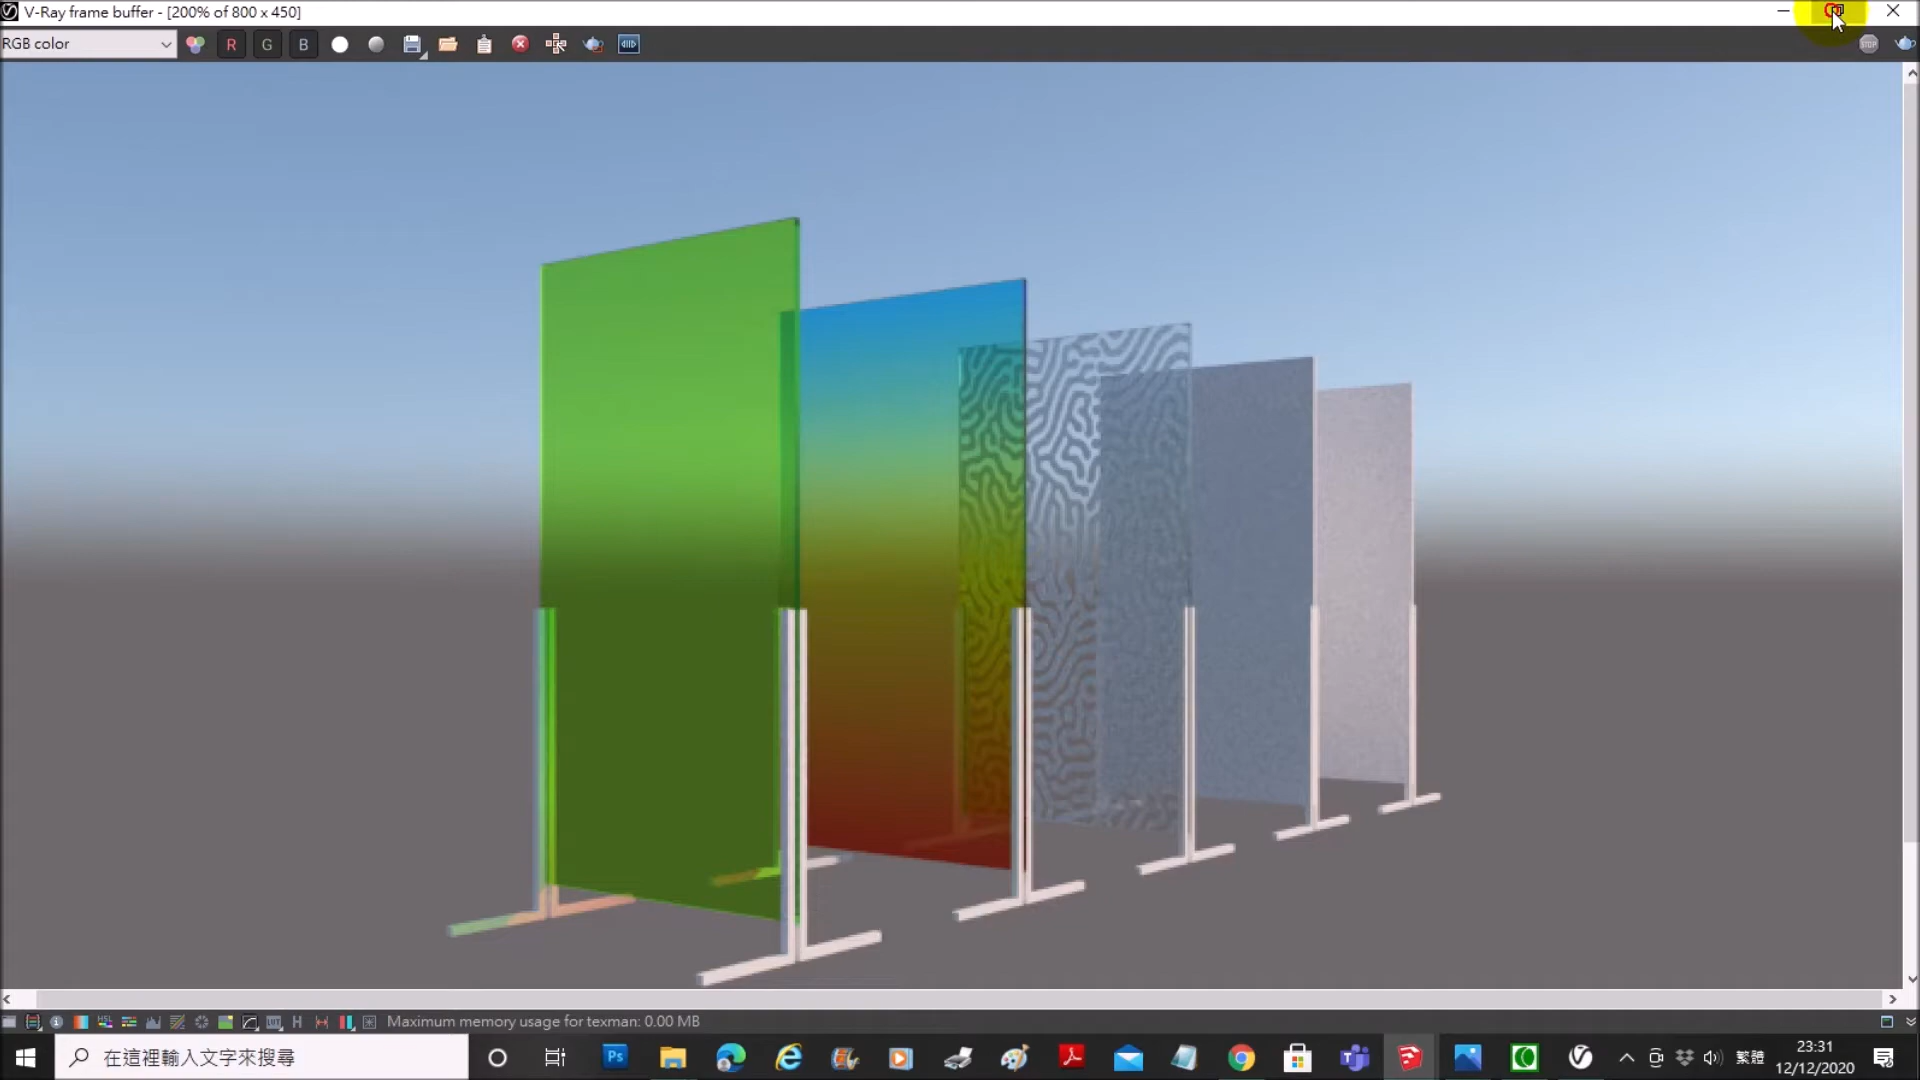 V-Ray frame buffer - [200% of 800 x 450]
RGB color
R
G
B
STOP
H
Maximum memory usage for texman: 0.00 MB
在這裡輸入文字來搜尋
Ps
繁體
23:31
12/12/2020